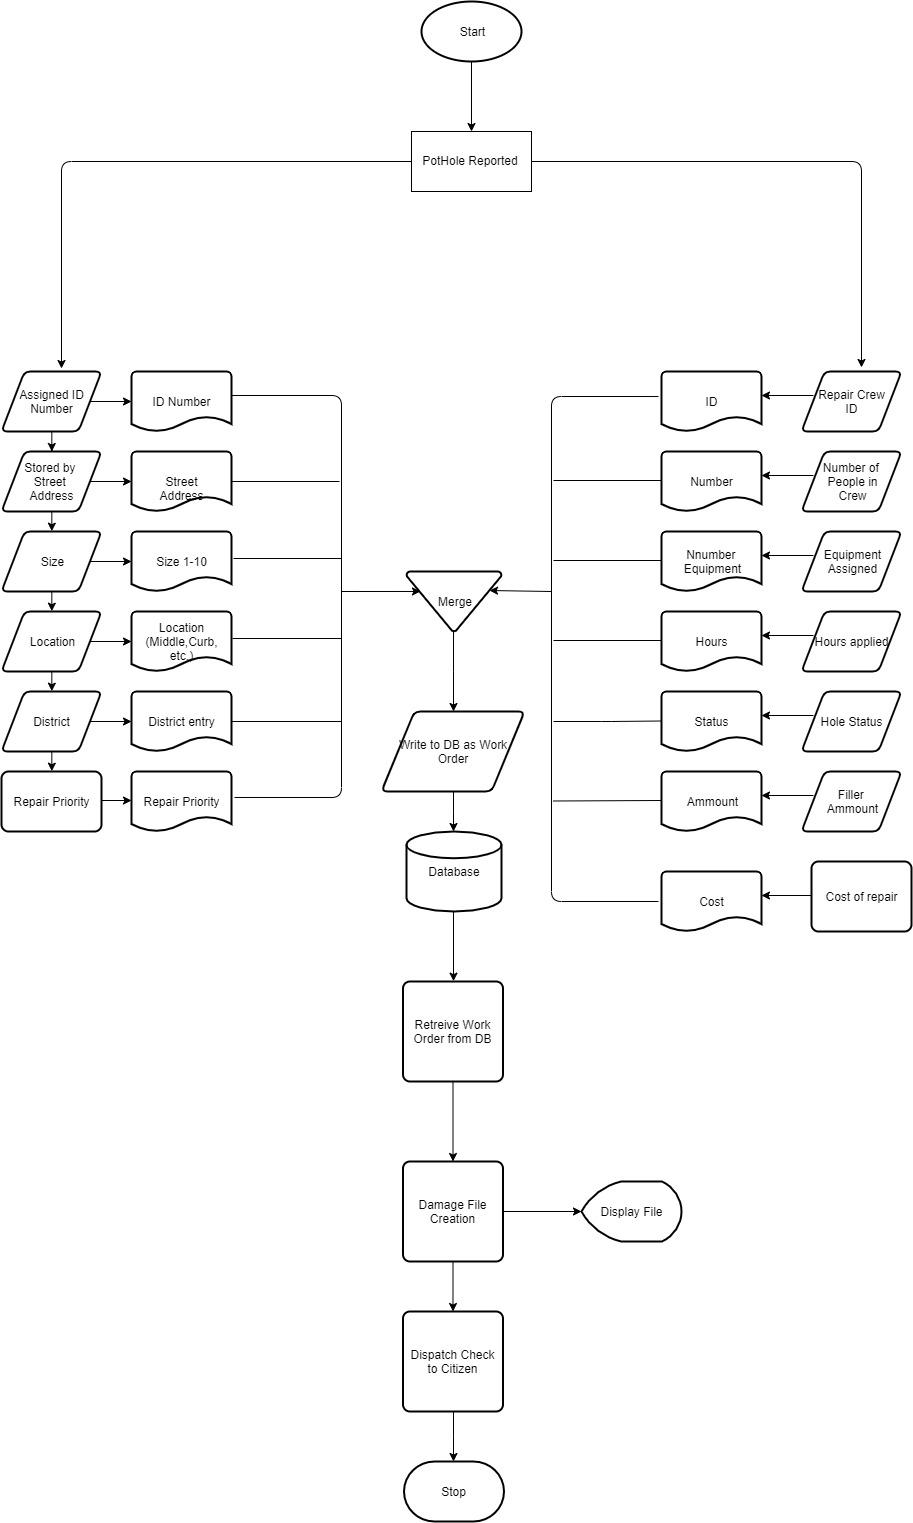 Start
PotHole Reported
Assigned ID
Number
ID Number
ID
Repair Crew
ID
Stored by
Street
Address
Street
Address
Number
Number of
People in
Crew
Size
Size 1-10
Nnumber
Equipment
Equipment
Assigned
Merge
Location
Location
(Middle,Curb,
etc.)
Hours
Hours applied
District
District entry
Write to DB as Work
Order
Status
Hole Status
Repair Priority
Repair Priority
Ammount
Filler
Ammount
Database
Cost
Cost of repair
Retreive Work
Order from DB
Damage File
Creation
Display File
Dispatch Check
to Citizen
Stop